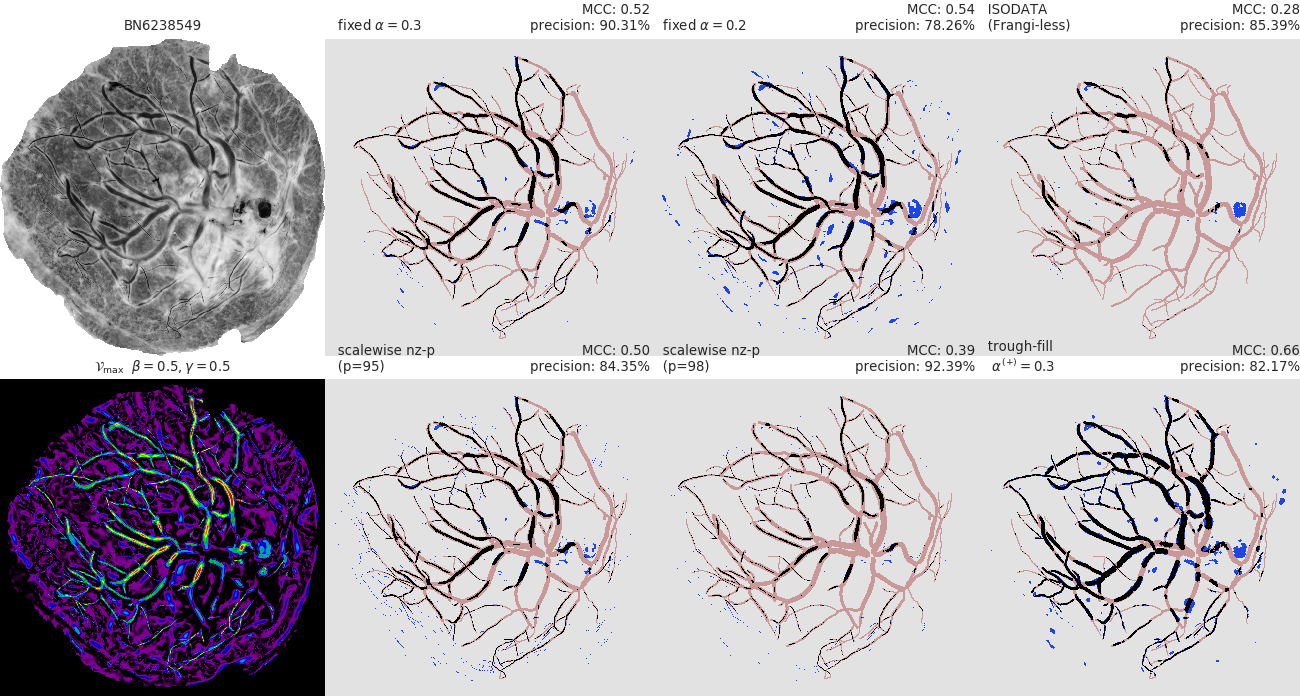 BN6238549
MCC: 0.52
fixed α = 0.3 precision: 90.31%
MCC: 0.54
fixed α = 0.2 precision: 78.26%
ISODATA MCC: 0.28
(Frangi-less) precision: 85.39%
𝒱max β = 0.5, γ = 0.5
scalewise nz-p MCC: 0.50
(p=95) precision: 84.35%
scalewise nz-p MCC: 0.39
(p=98) precision: 92.39%
trough-fill MCC: 0.66
α(+) = 0.3 precision: 82.17%